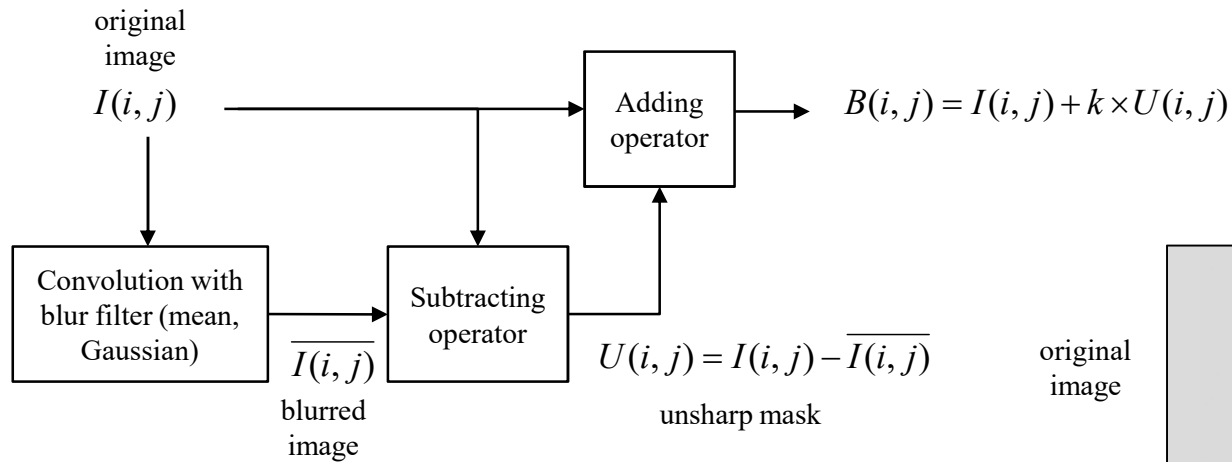 original
image
I(i, j)
Adding
operator
B(i, j) = I(i, j) + k × U(i, j)
Convolution with
blur filter (mean,
Gaussian)
I̅(̅i̅,̅ ̅j̅)̅
blurred
image
Subtracting
operator
U(i, j) = I(i, j) − I̅(̅i̅,̅ ̅j̅)̅
unsharp mask
original
image